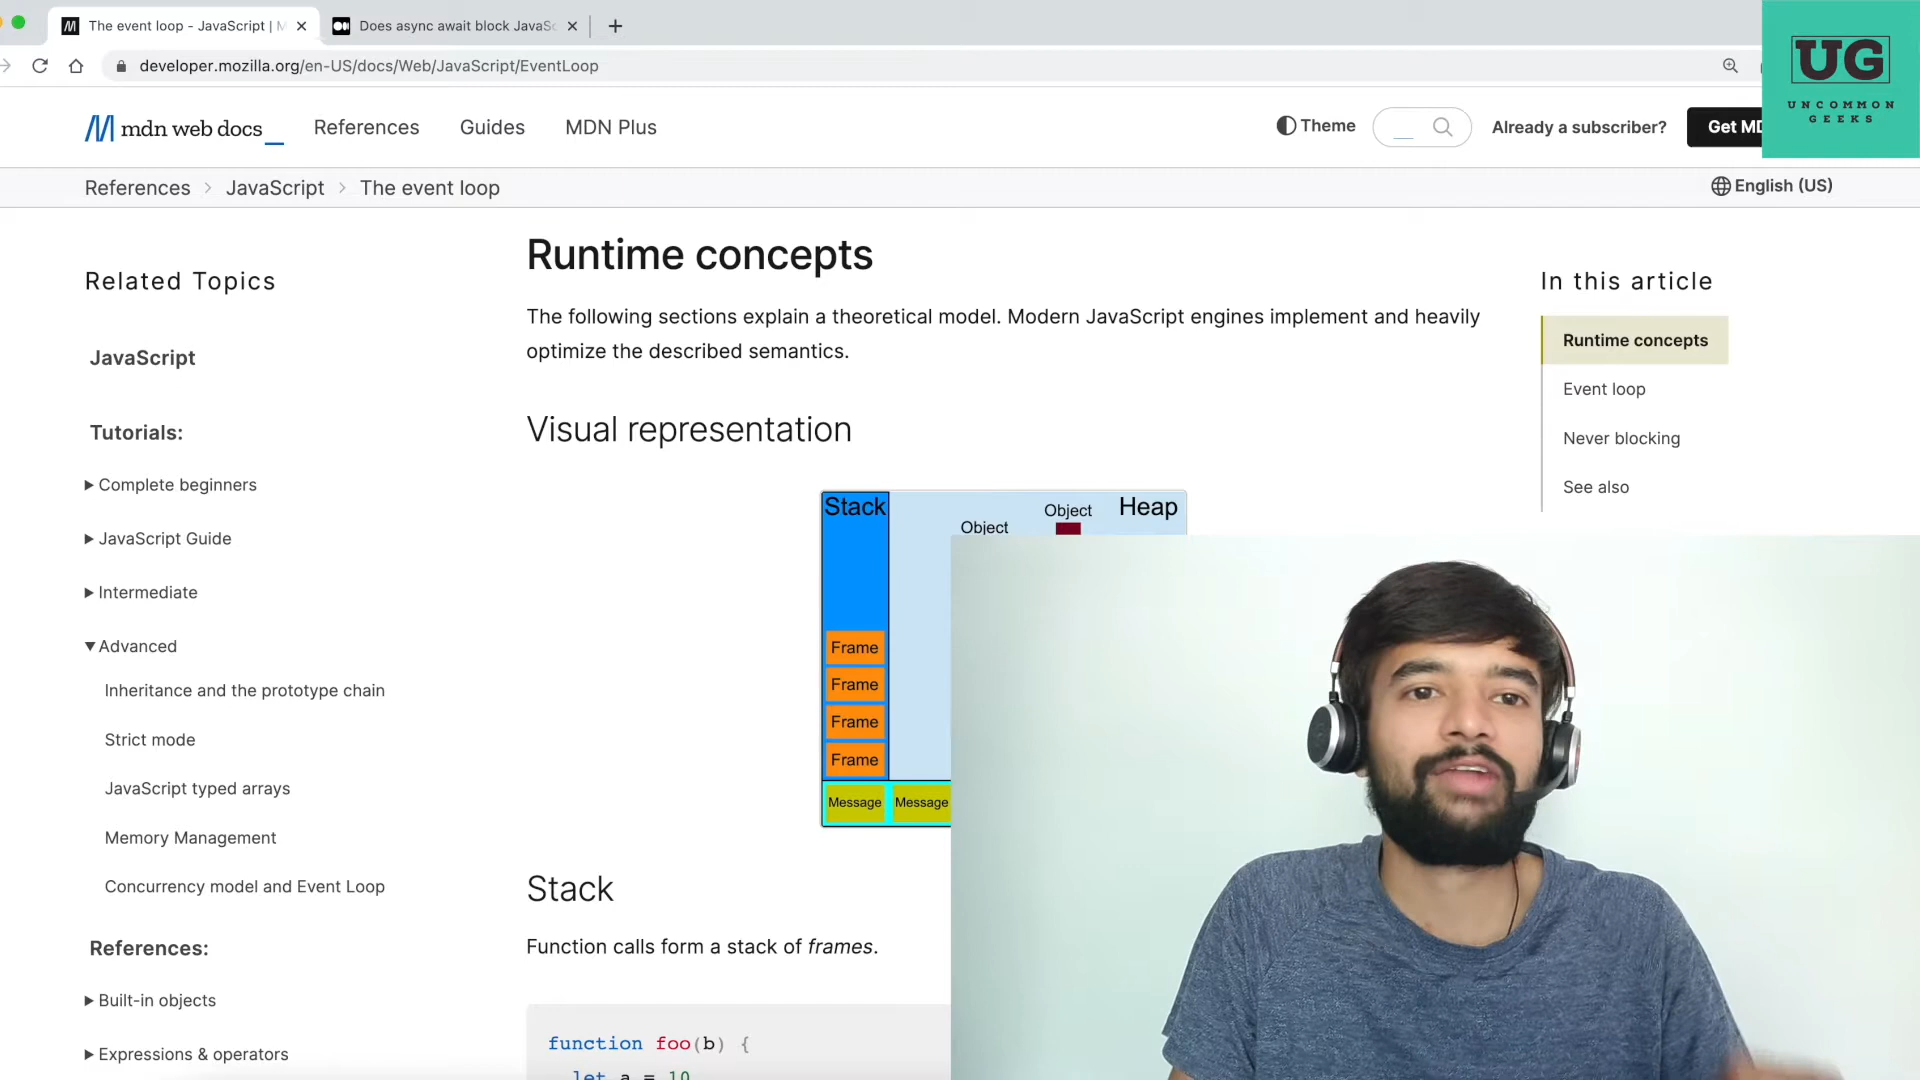 The event loop - JavaScript | M
Does async await block JavaSc
developer.mozilla.org/en-US/docs/Web/JavaScript/EventLoop
UG
UNCOMMON
GEEKS
mdn web docs_
References
Guides
MDN Plus
Theme
Already a subscriber?
Get MD
References
JavaScript
The event loop
English (US)
Related Topics
JavaScript
Tutorials:
Complete beginners
JavaScript Guide
Intermediate
Advanced
Inheritance and the prototype chain
Strict mode
JavaScript typed arrays
Memory Management
Concurrency model and Event Loop
References:
Built-in objects
Expressions & operators
Runtime concepts
The following sections explain a theoretical model. Modern JavaScript engines implement and heavily
optimize the described semantics.
Visual representation
Stack
Object
Object
Heap
Frame
Frame
Frame
Frame
Message
Message
Stack
Function calls form a stack of frames.
function foo(b) {
let a = 10
In this article
Runtime concepts
Event loop
Never blocking
See also